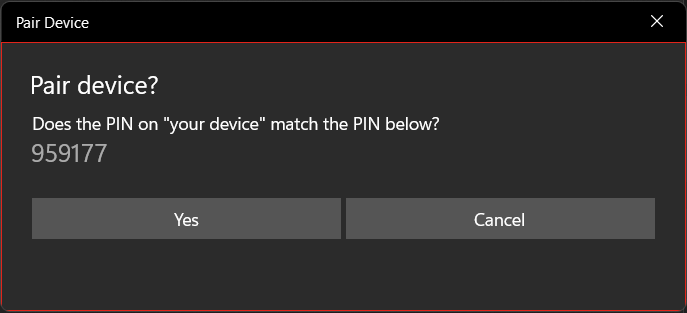 Pair Device
Pair device?
Does the PIN on "your device" match the PIN below?
959177
Yes Cancel